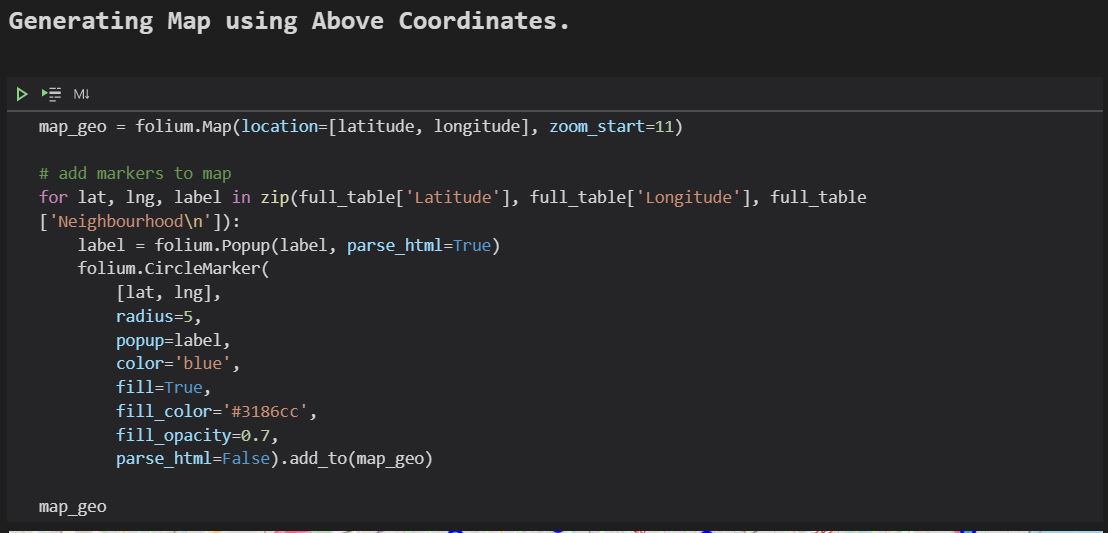 Generating Map using Above Coordinates.
M↓
map_geo = folium.Map(location=[latitude, longitude], zoom_start=11)
# add markers to map
for lat, lng, label in zip(full_table['Latitude'], full_table['Longitude'], full_table
['Neighbourhood\n']):
    label = folium.Popup(label, parse_html=True)
    folium.CircleMarker(
        [lat, lng],
        radius=5,
        popup=label,
        color='blue',
        fill=True,
        fill_color='#3186cc',
        fill_opacity=0.7,
        parse_html=False).add_to(map_geo)
map_geo